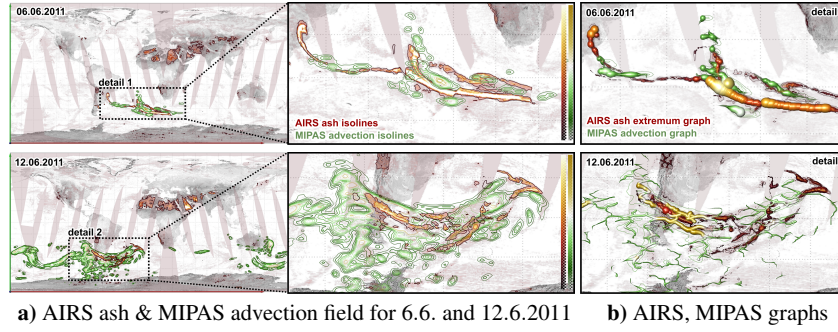 06.06.2011
detail 1
AIRS ash isolines
MIPAS advection isolines
06.06.2011
detail
AIRS ash extremum graph
MIPAS advection graph
12.06.2011
detail 2
12.06.2011
detail
a) AIRS ash & MIPAS advection field for 6.6. and 12.6.2011
b) AIRS, MIPAS graphs